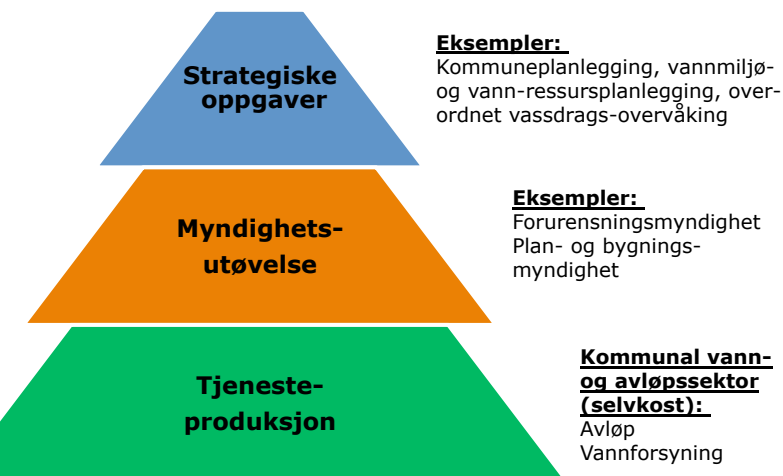 Strategiske
oppgaver
Eksempler:
Kommuneplanlegging, vannmiljø-
og vann-ressursplanlegging, over-
ordnet vassdrags-overvåking
Myndighets-
utøvelse
Eksempler:
Forurensningsmyndighet
Plan- og bygnings-
myndighet
Tjeneste-
produksjon
Kommunal vann-
og avløpssektor
(selvkost):
Avløp
Vannforsyning